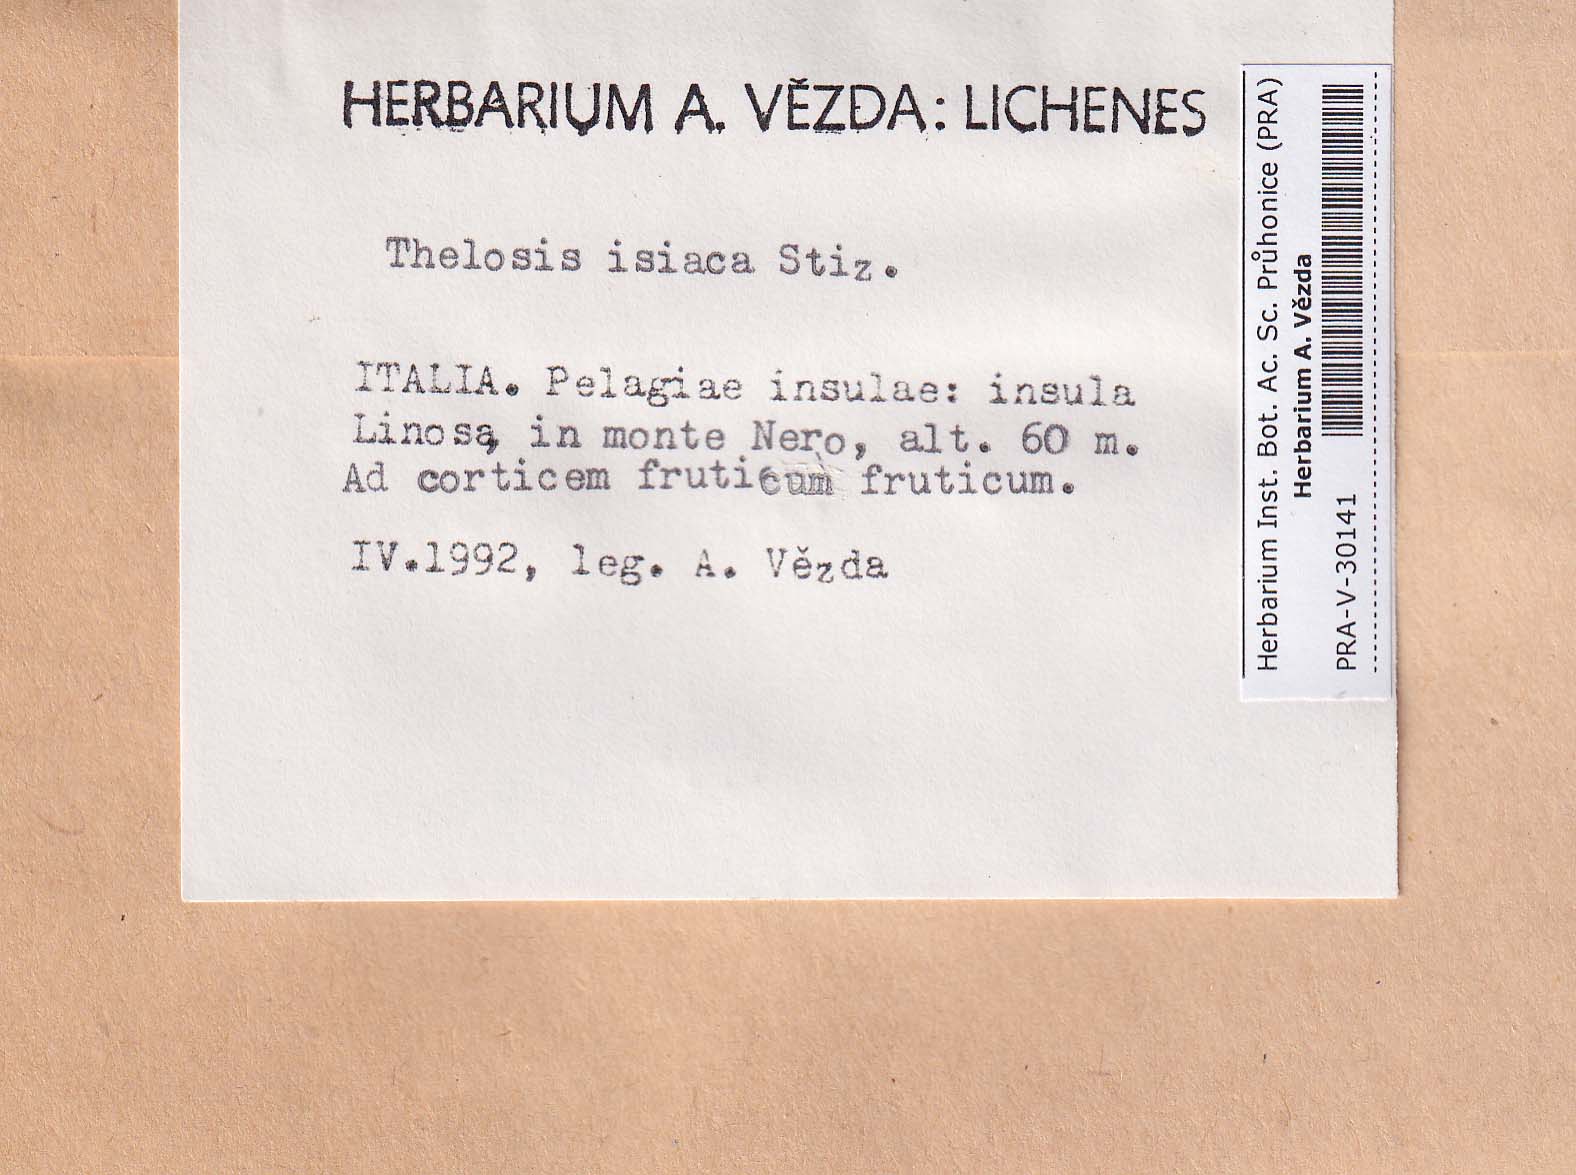 HERBARIUM A. VĚZDA: LICHENES
Thelosis isiaca Stiz.
ITALIA. Pelagiae insulae: insula
Linosa, in monte Nero, alt. 60 m.
Ad corticem fruticum fruticum.
IV.1992, leg. A. Vězda
Herbarium Inst. Bot. Ac. Sc. Průhonice (PRA)
Herbarium A. Vězda
PRA-V-30141